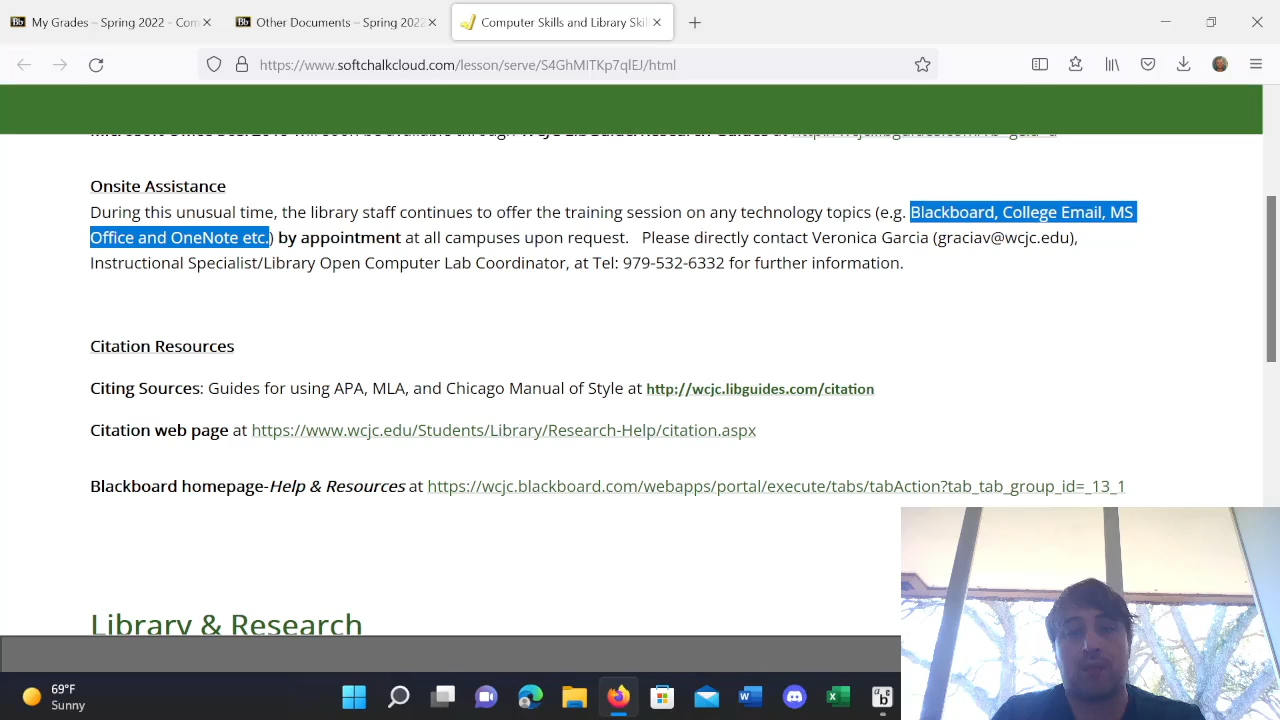 My Grades – Spring 2022 - Com
Other Documents – Spring 2022
Computer Skills and Library Skil
https://www.softchalkcloud.com/lesson/serve/S4GhMITKp7qlEJ/html
Onsite Assistance
During this unusual time, the library staff continues to offer the training session on any technology topics (e.g. Blackboard, College Email, MS
Office and OneNote etc.) by appointment at all campuses upon request. Please directly contact Veronica Garcia (graciav@wcjc.edu),
Instructional Specialist/Library Open Computer Lab Coordinator, at Tel: 979-532-6332 for further information.
Citation Resources
Citing Sources: Guides for using APA, MLA, and Chicago Manual of Style at http://wcjc.libguides.com/citation
Citation web page at https://www.wcjc.edu/Students/Library/Research-Help/citation.aspx
Blackboard homepage-Help & Resources at https://wcjc.blackboard.com/webapps/portal/execute/tabs/tabAction?tab_tab_group_id=_13_1
Library & Research
69°F
Sunny